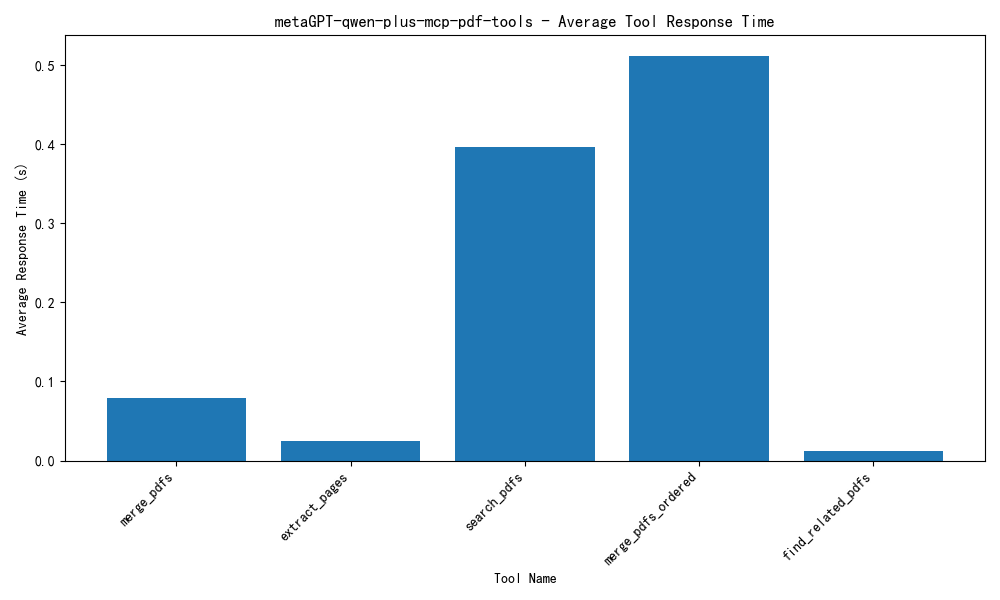 metaGPT-qwen-plus-mcp-pdf-tools - Average Tool Response Time
Average Response Time (s)
0.5
0.4
0.3
0.2
0.1
0.0
merge_pdfs
extract_pages
search_pdfs
merge_pdfs_ordered
find_related_pdfs
Tool Name